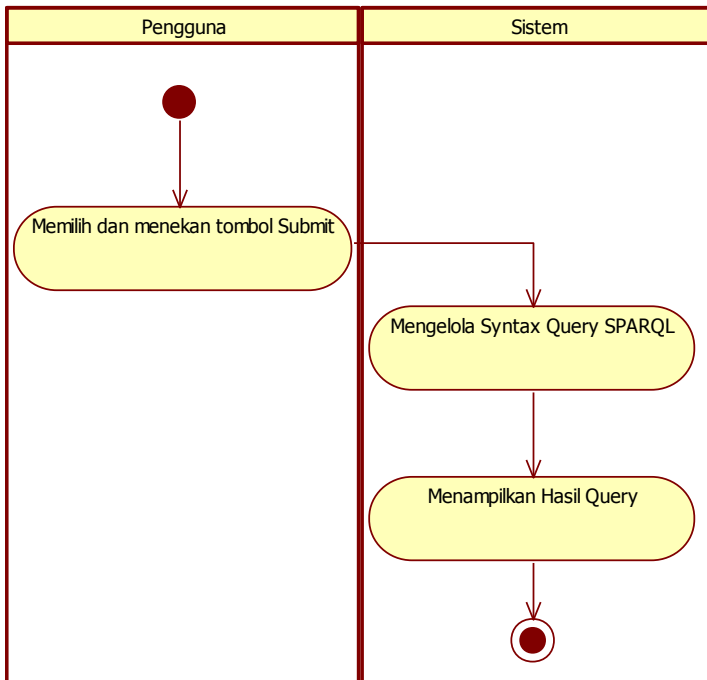 Pengguna
Sistem
Memilih dan menekan tombol Submit
Mengelola Syntax Query SPARQL
Menampilkan Hasil Query